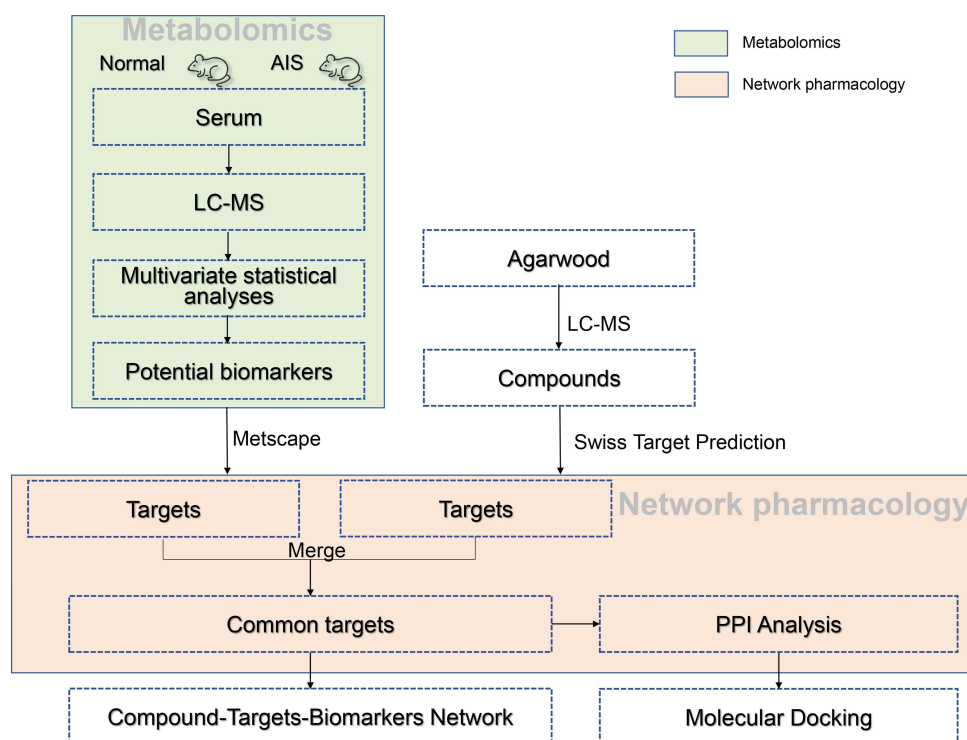 Metabolomics
Normal
AIS
Serum
LC-MS
Multivariate statistical
analyses
Potential biomarkers
Metscape
Metabolomics
Network pharmacology
Agarwood
LC-MS
Compounds
Swiss Target Prediction
Targets
Targets
Network pharmacology
Merge
Common targets
PPI Analysis
Compound-Targets-Biomarkers Network
Molecular Docking